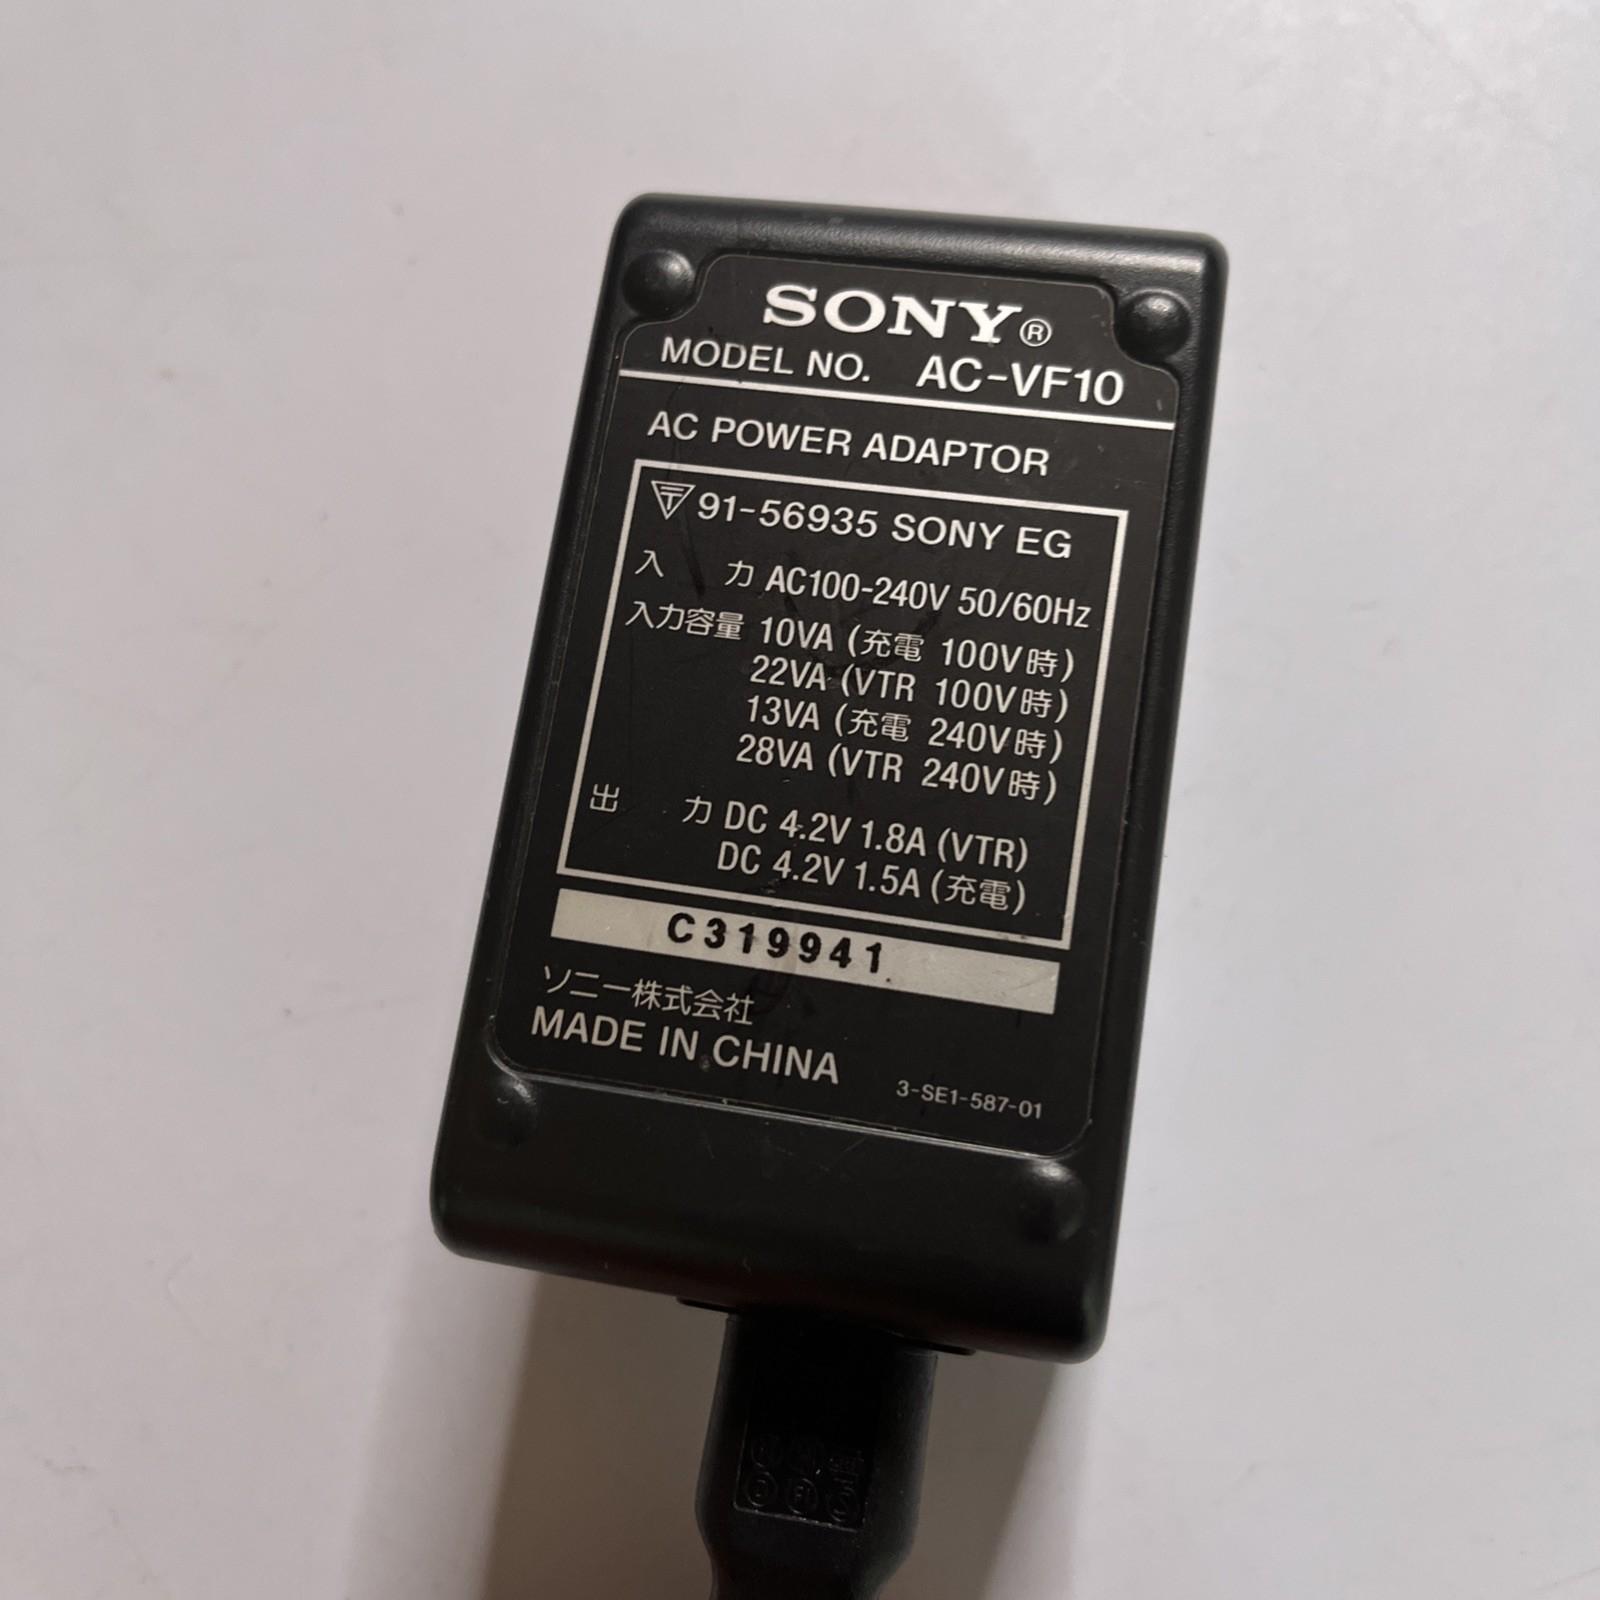 SONY®
MODEL NO. AC-VF10
AC POWER ADAPTOR
91-56935 SONY EG
入 力 AC100-240V 50/60Hz
入力容量 10VA (充電 100V時)
22VA (VTR 100V時)
13VA (充電 240V時)
28VA (VTR 240V時)
出 力 DC 4.2V 1.8A (VTR)
DC 4.2V 1.5A (充電)
C319941
ソニー株式会社
MADE IN CHINA
3-SE1-587-01